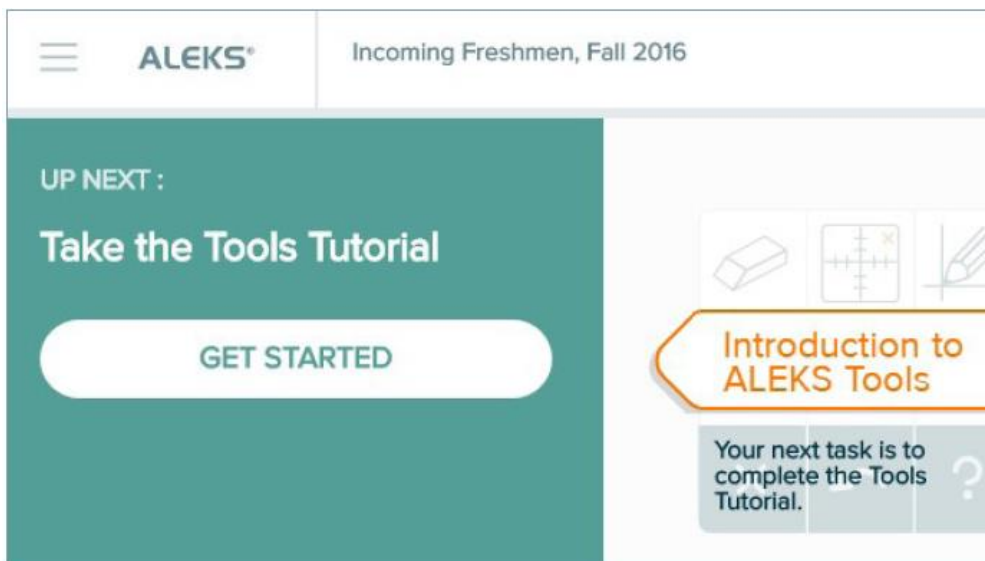 ALEKS®
Incoming Freshmen, Fall 2016
UP NEXT :
Take the Tools Tutorial
GET STARTED
Introduction to
ALEKS Tools
Your next task is to
complete the Tools
Tutorial.
?